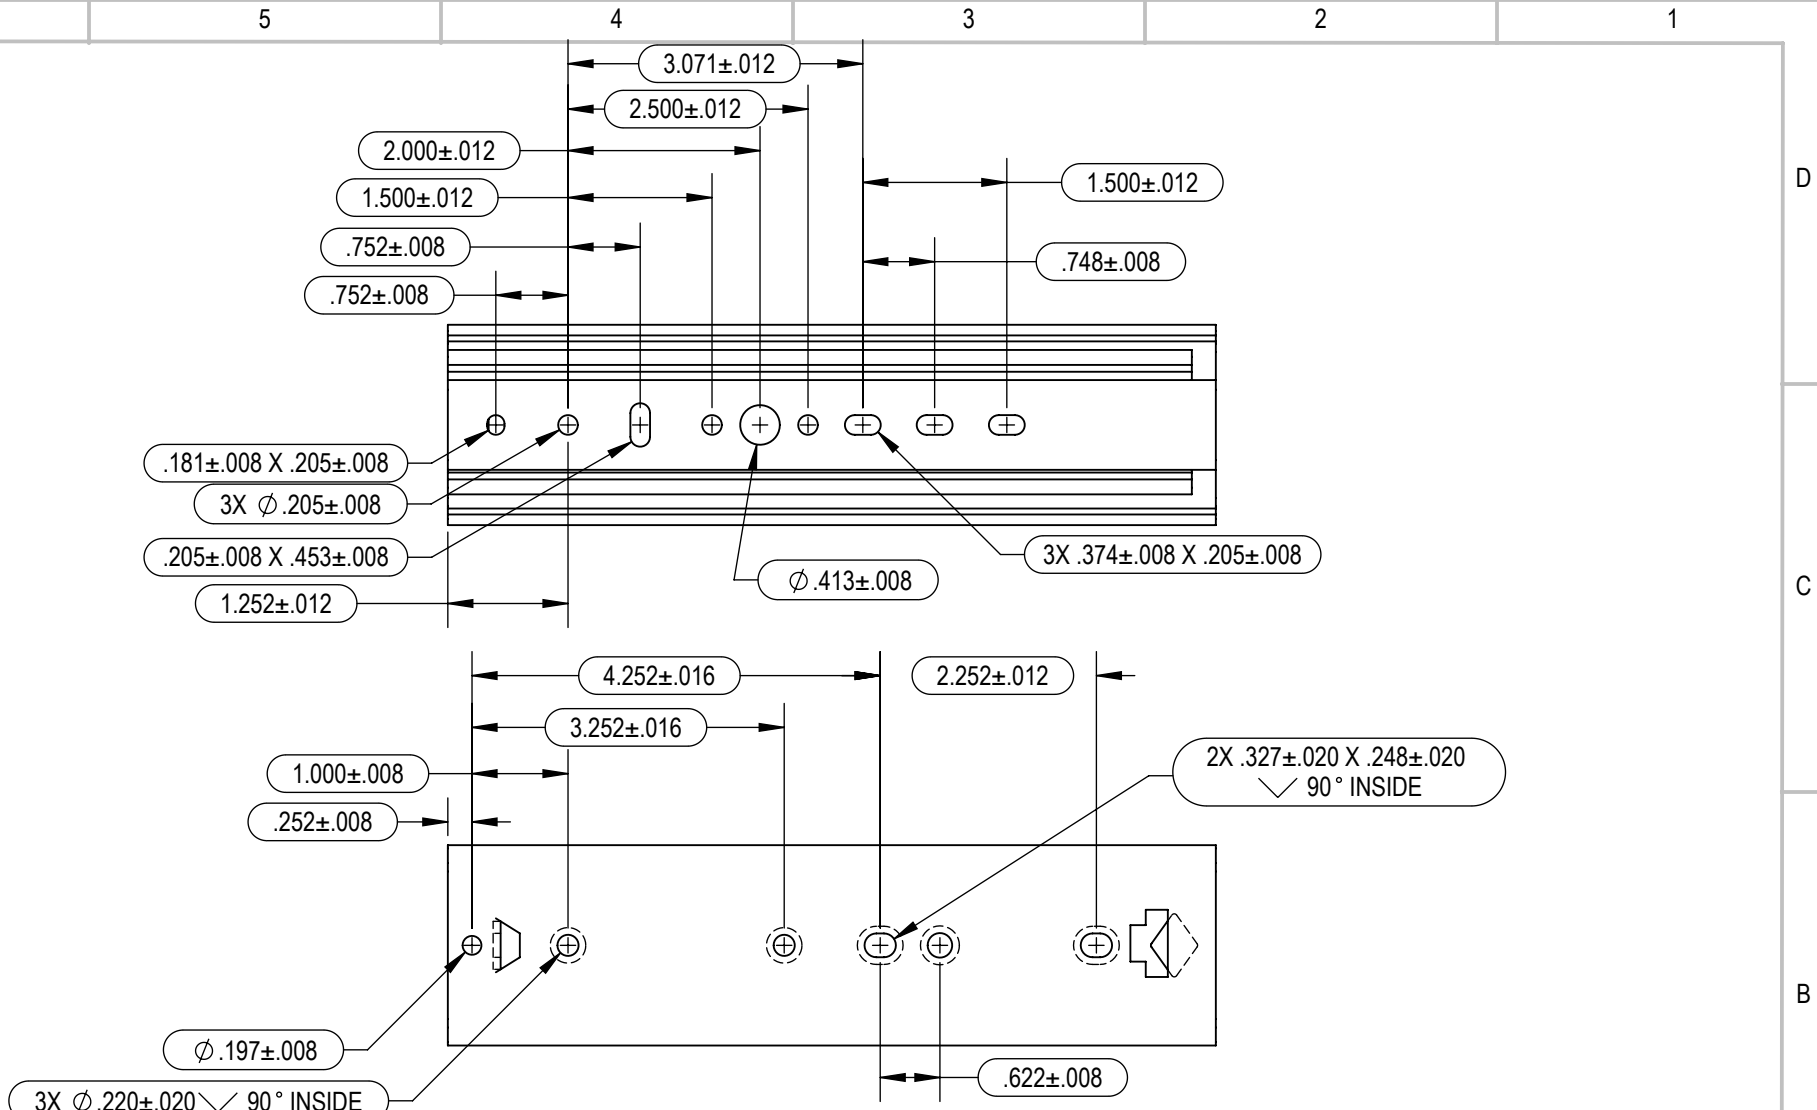 5 4 3 2 1
3.071±.012
2.500±.012
2.000±.012
D
1.500±.012
1.500±.012
.752±.008
.748±.008
.752±.008
.181±.008 X .205±.008
3X ∅ .205±.008
.205±.008 X .453±.008
3X .374±.008 X .205±.008
∅ .413±.008
C
1.252±.012
4.252±.016
2.252±.012
3.252±.016
2X .327±.020 X .248±.020
⌵ 90° INSIDE
1.000±.008
.252±.008
B
∅ .197±.008
.622±.008
3X ∅ .220±.020 ⌵ 90° INSIDE